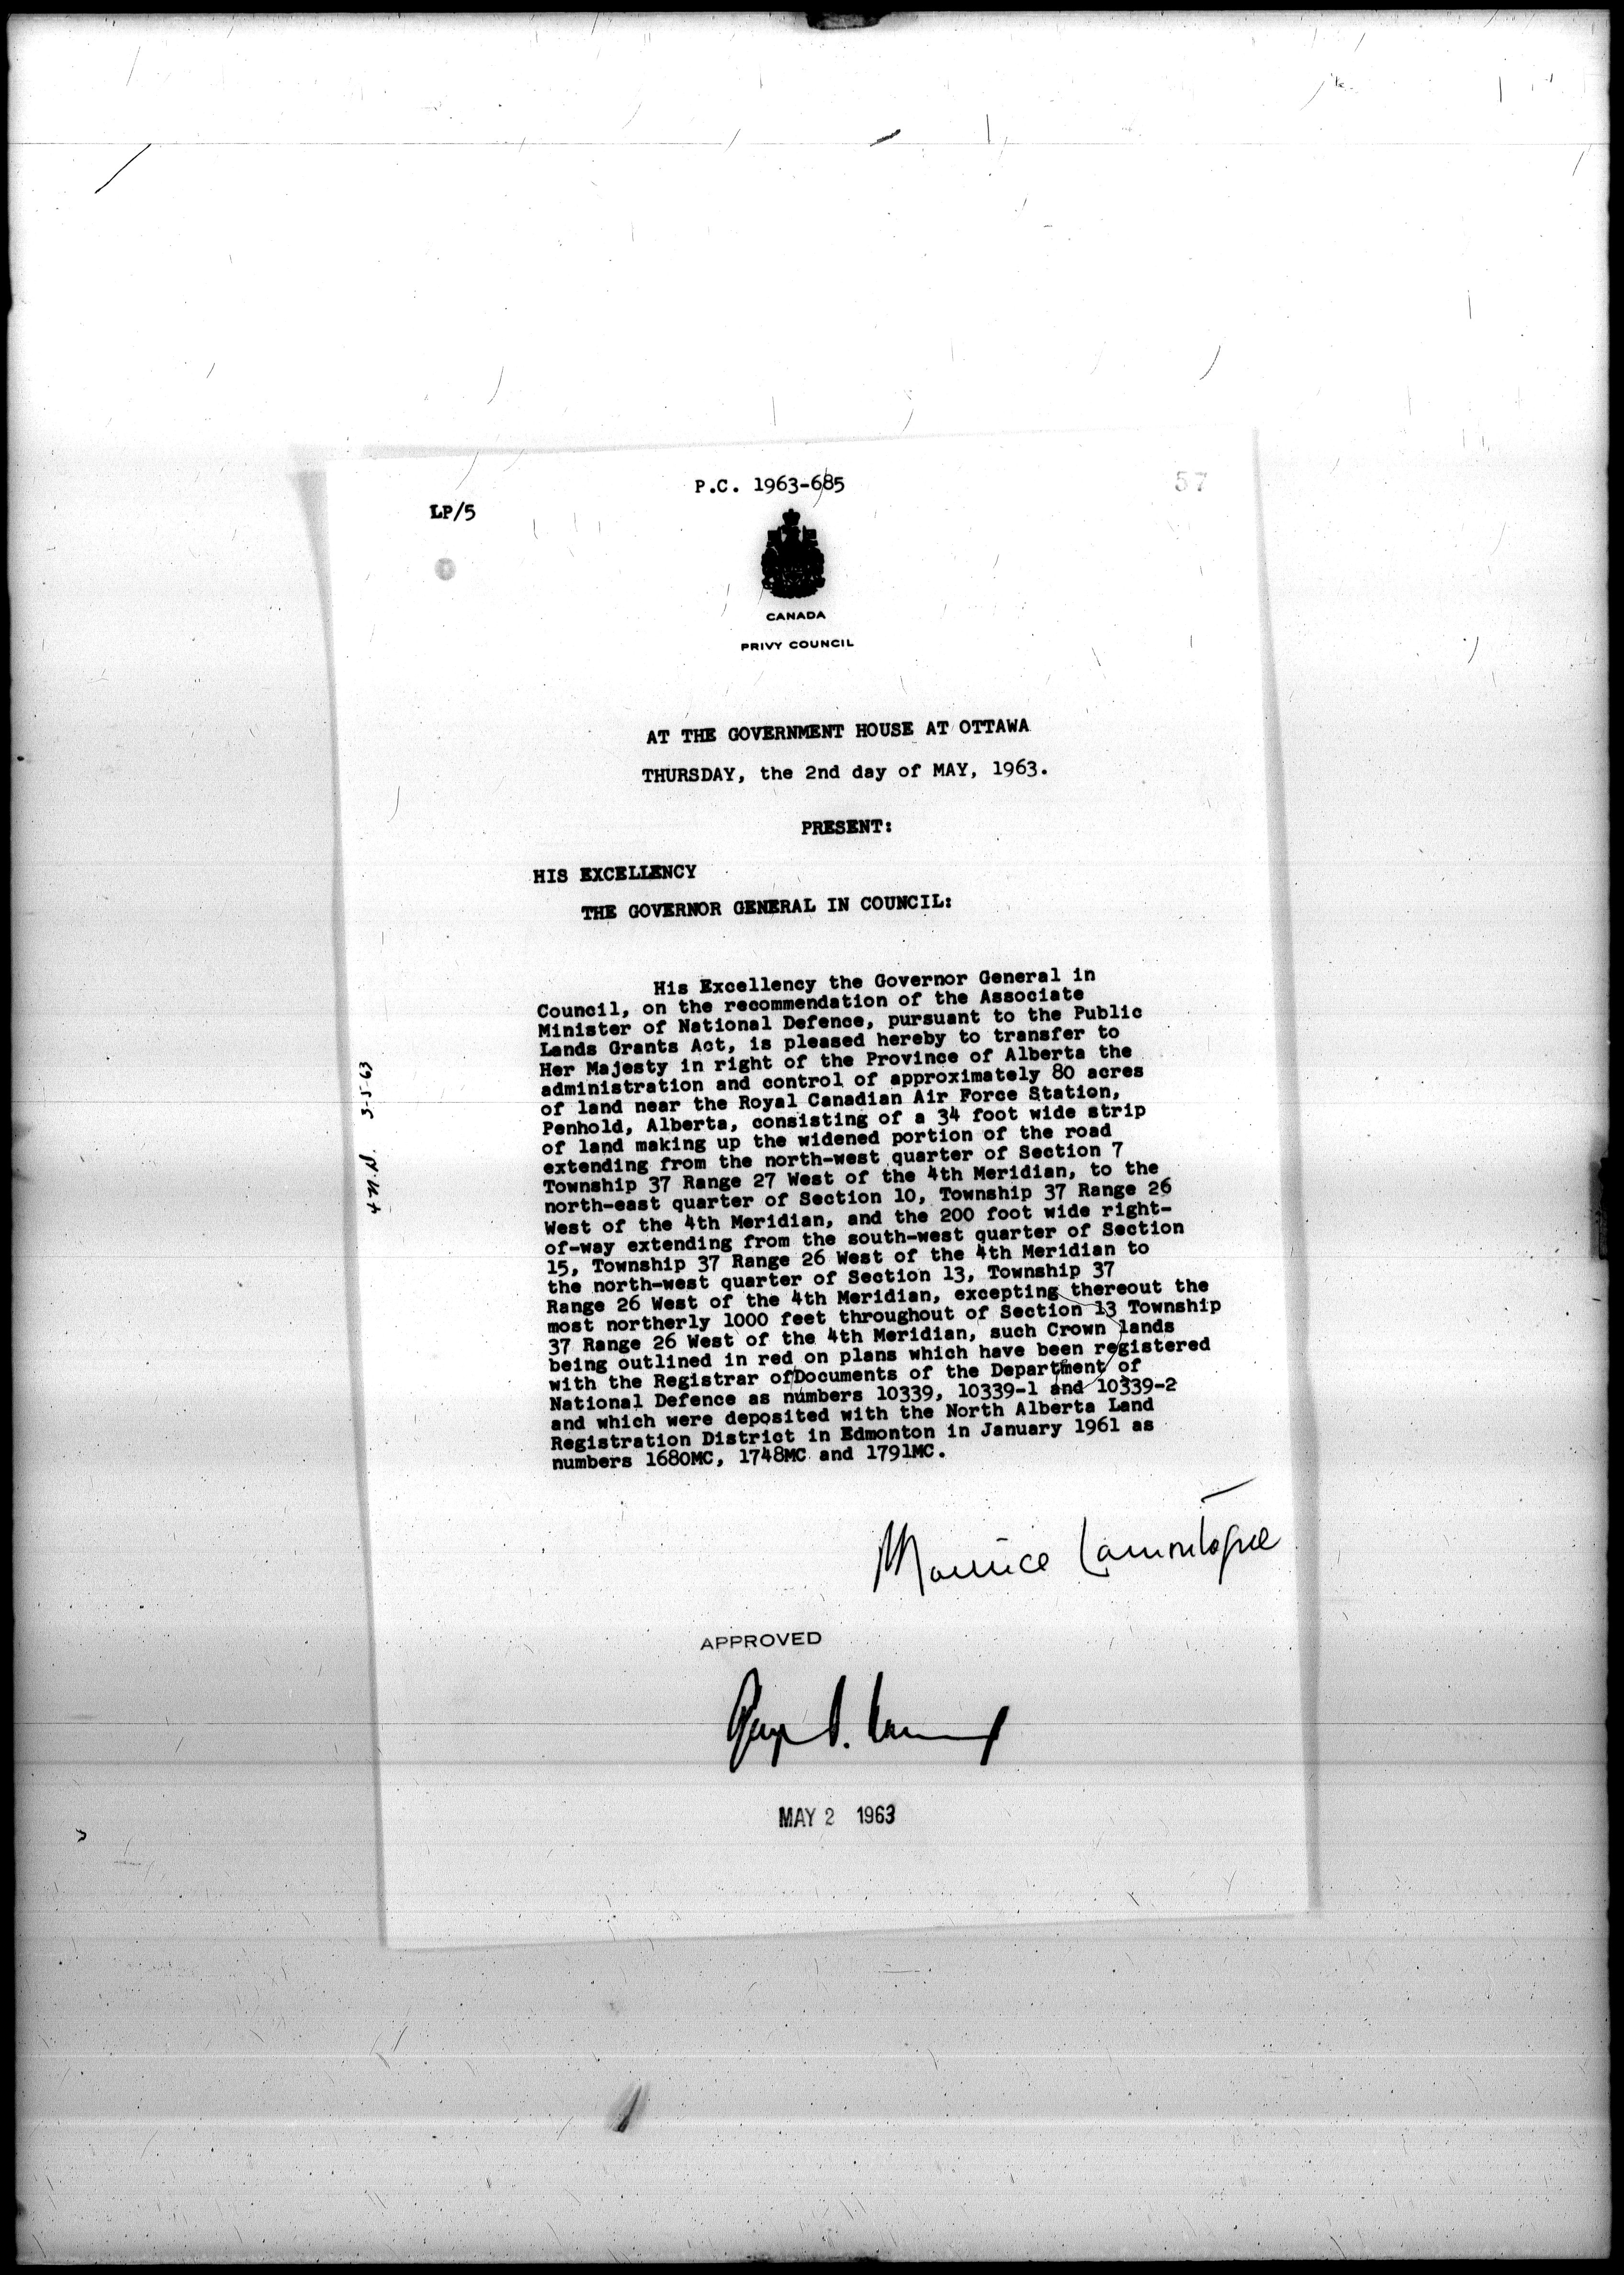 P.C. 1963-685
57
LP/5
CANADA
PRIVY COUNCIL
AT THE GOVERNMENT HOUSE AT OTTAWA
THURSDAY, the 2nd day of MAY, 1963.
PRESENT:
HIS EXCELLENCY
THE GOVERNOR GENERAL IN COUNCIL:
His Excellency the Governor General in
Council, on the recommendation of the Associate
Minister of National Defence, pursuant to the Public
Lands Grants Act, is pleased hereby to transfer to
Her Majesty in right of the Province of Alberta the
administration and control of approximately 80 acres
of land near the Royal Canadian Air Force Station,
Penhold, Alberta, consisting of a 34 foot wide strip
of land making up the widened portion of the road
extending from the north-west quarter of Section 7
Township 37 Range 27 West of the 4th Meridian, to the
north-east quarter of Section 10, Township 37 Range 26
West of the 4th Meridian, and the 200 foot wide right-
of-way extending from the south-west quarter of Section
15, Township 37 Range 26 West of the 4th Meridian to
the north-west quarter of Section 13, Township 37
Range 26 West of the 4th Meridian, excepting thereout the
most northerly 1000 feet throughout of Section 13 Township
37 Range 26 West of the 4th Meridian, such Crown lands
being outlined in red on plans which have been registered
with the Registrar ofDocuments of the Department of
National Defence as numbers 10339, 10339-1 and 10339-2
and which were deposited with the North Alberta Land
Registration District in Edmonton in January 1961 as
numbers 1680MC, 1748MC and 1791MC.
3-5-63
Maurice Lamontagne
APPROVED
MAY 2 1963